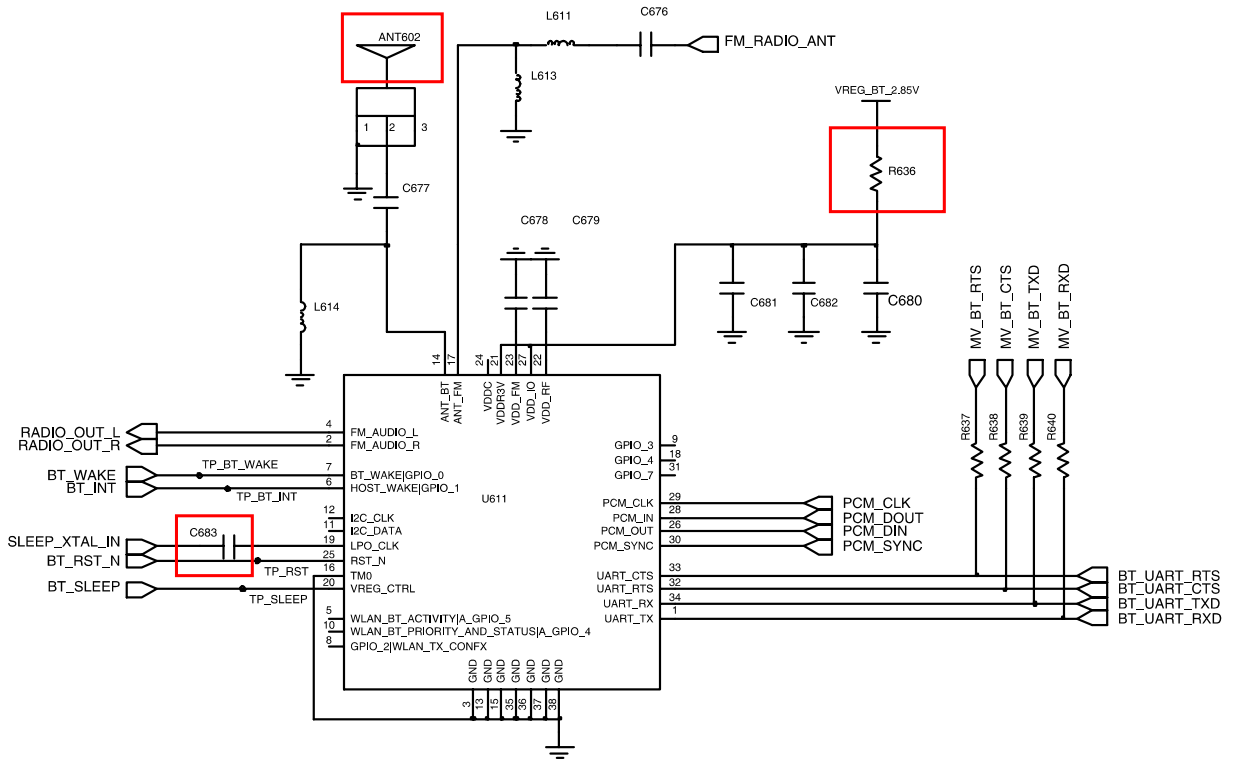 L611
C676
FM_RADIO_ANT
ANT602
L613
VREG_BT_2.85V
1 2 3
R636
C677
C678 C679
L614
C681
C682
C680
MV_BT_RTS
MV_BT_CTS
MV_BT_TXD
MV_BT_RXD
R637
R638
R639
R640
14 17 24 21 23 27 22
ANT_BT
ANT_FM
VDDC
VDDR3V
VDD_FM
VDD_IO
VDD_RF
RADIO_OUT_L 4 FM_AUDIO_L
RADIO_OUT_R 2 FM_AUDIO_R
BT_WAKE TP_BT_WAKE 7 BT_WAKE|GPIO_0
BT_INT TP_BT_INT 6 HOST_WAKE|GPIO_1
U611
12 I2C_CLK
11 I2C_DATA
C683
SLEEP_XTAL_IN 19 LPO_CLK
BT_RST_N TP_RST 25 RST_N
16 TM0
BT_SLEEP TP_SLEEP 20 VREG_CTRL
5 WLAN_BT_ACTIVITY|A_GPIO_5
10 WLAN_BT_PRIORITY_AND_STATUS|A_GPIO_4
8 GPIO_2|WLAN_TX_CONFX
GPIO_3 9
GPIO_4 18
GPIO_7 31
PCM_CLK 29 PCM_CLK
PCM_IN 28 PCM_DOUT
PCM_OUT 26 PCM_DIN
PCM_SYNC 30 PCM_SYNC
UART_CTS 33 BT_UART_RTS
UART_RTS 32 BT_UART_CTS
UART_RX 34 BT_UART_TXD
UART_TX 1 BT_UART_RXD
GND GND GND GND GND GND GND
3 13 15 35 36 37 38